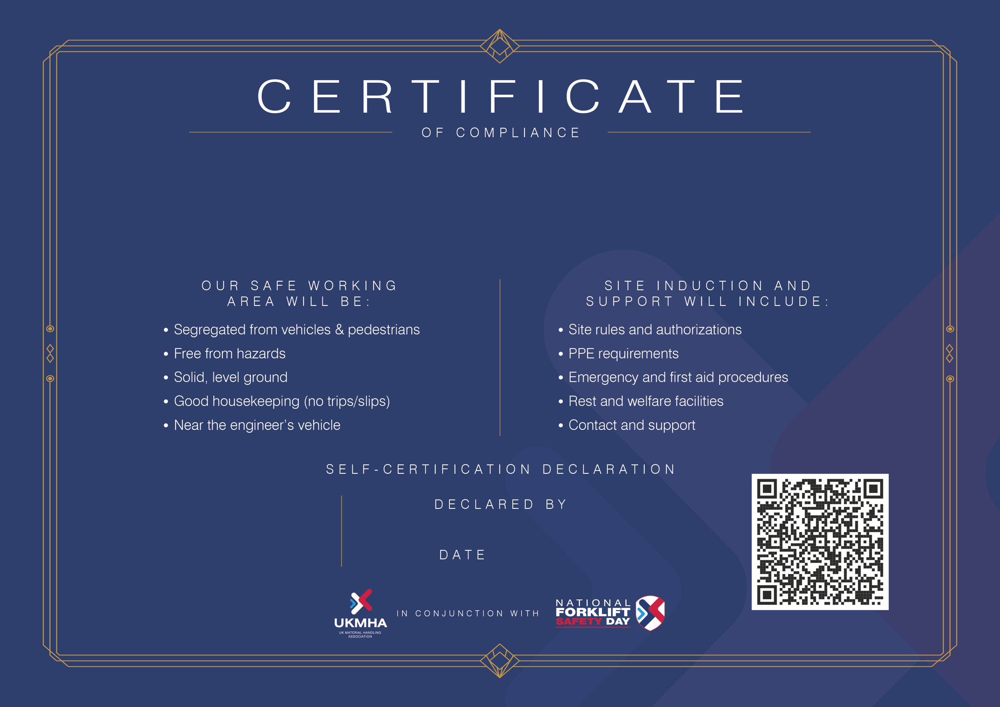 CERTIFICATE
OF COMPLIANCE
OUR SAFE WORKING
AREA WILL BE:
• Segregated from vehicles & pedestrians
• Free from hazards
• Solid, level ground
• Good housekeeping (no trips/slips)
• Near the engineer’s vehicle
SITE INDUCTION AND
SUPPORT WILL INCLUDE:
• Site rules and authorizations
• PPE requirements
• Emergency and first aid procedures
• Rest and welfare facilities
• Contact and support
SELF-CERTIFICATION DECLARATION
DECLARED BY
DATE
UKMHA
UK MATERIAL HANDLING
ASSOCIATION
IN CONJUNCTION WITH
NATIONAL
FORKLIFT
SAFETY DAY